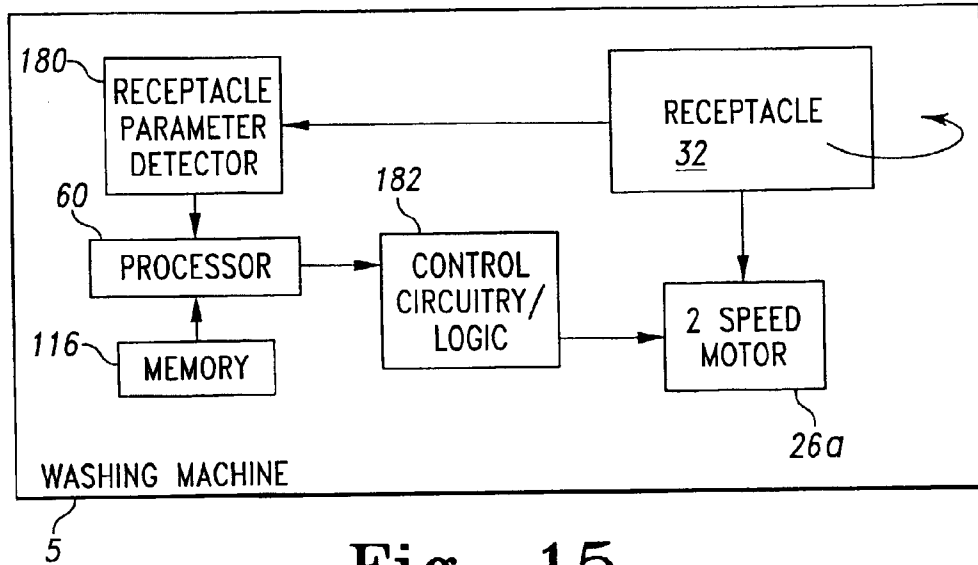 180
RECEPTACLE
PARAMETER
DETECTOR
RECEPTACLE
32
60
PROCESSOR
182
CONTROL
CIRCUITRY/
LOGIC
2 SPEED
MOTOR
116
MEMORY
26a
WASHING MACHINE
5
Fig. 15